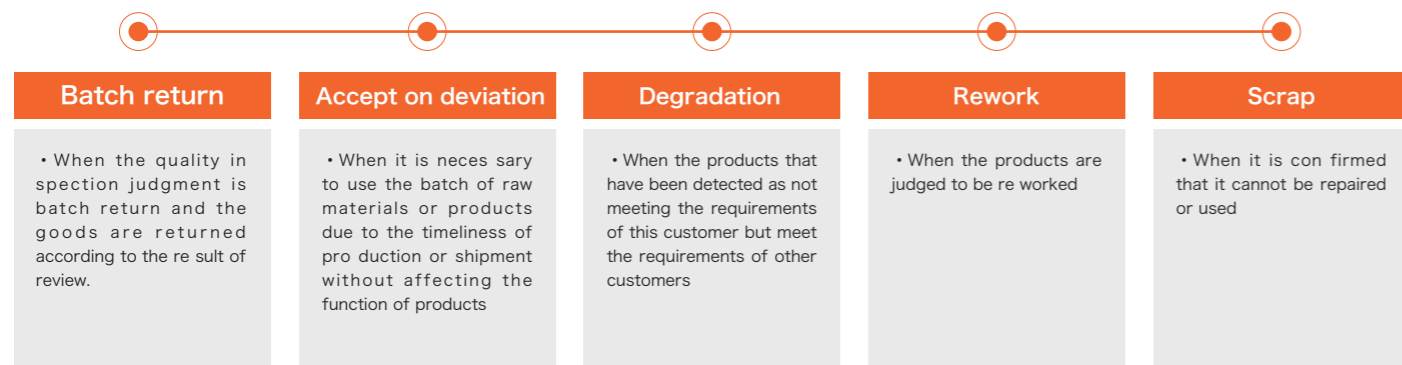 Batch return
・When the quality in
spection judgment is
batch return and the
goods are returned
according to the re sult of
review.
Accept on deviation
・When it is neces sary
to use the batch of raw
materials or products
due to the timeliness of
pro duction or shipment
without affecting the
function of products
Degradation
・When the products that
have been detected as not
meeting the requirements
of this customer but meet
the requirements of other
customers
Rework
・When the products are
judged to be re worked
Scrap
・When it is con firmed
that it cannot be repaired
or used